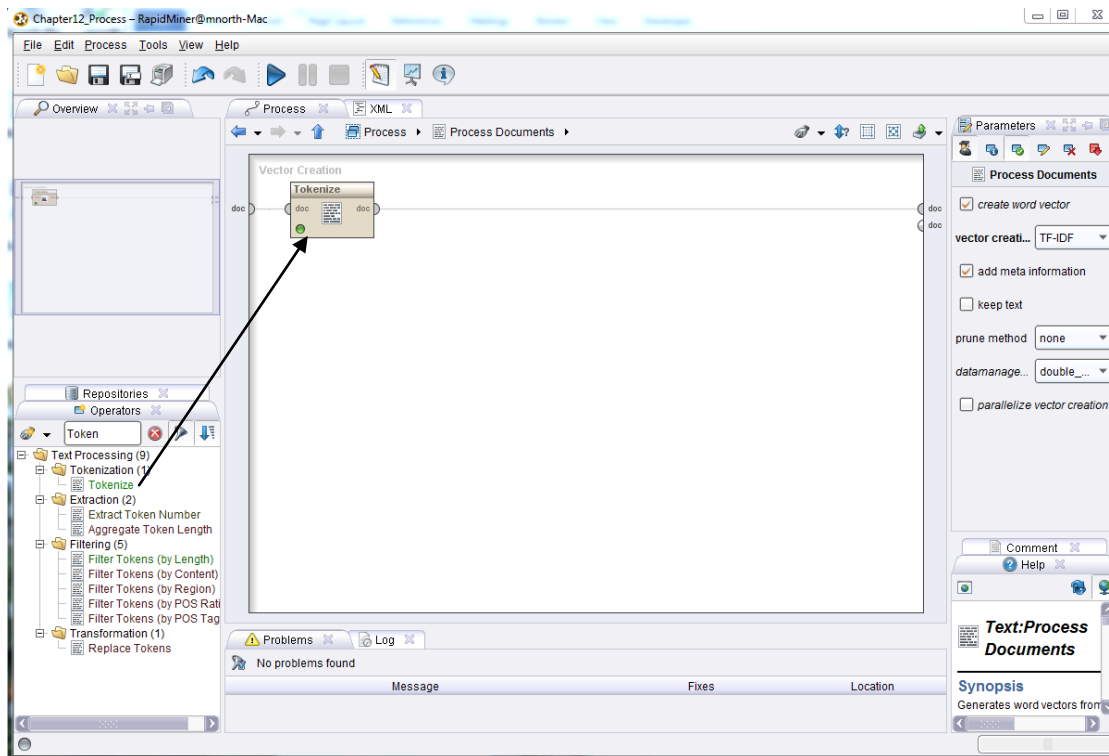 Chapter12_Process – RapidMiner@mnorth-Mac
File Edit Process Tools View Help
Overview
Process
XML
Process Process Documents
Vector Creation
Tokenize
doc doc doc doc
doc
Repositories
Operators
Token
Text Processing (9)
Tokenization (1)
Tokenize
Extraction (2)
Extract Token Number
Aggregate Token Length
Filtering (5)
Filter Tokens (by Length)
Filter Tokens (by Content)
Filter Tokens (by Region)
Filter Tokens (by POS Rati
Filter Tokens (by POS Tag
Transformation (1)
Replace Tokens
Problems
Log
No problems found
Message Fixes Location
Parameters
Process Documents
create word vector
vector creati... TF-IDF
add meta information
keep text
prune method none
datamanage... double_...
parallelize vector creation
Comment
Help
Text:Process
Documents
Synopsis
Generates word vectors from